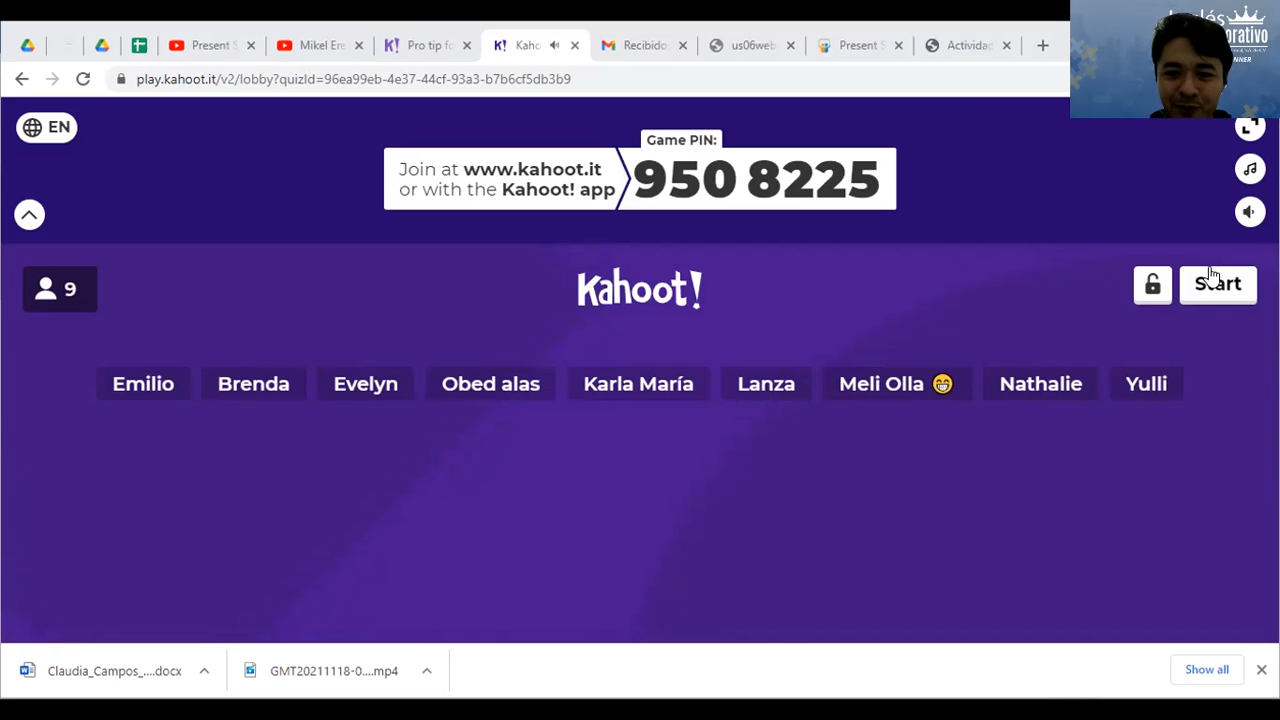 Present S
Mikel Ere
Pro tip fo
Kaho
Recibido
us06web
Present S
Actividad
play.kahoot.it/v2/lobby?quizId=96ea99eb-4e37-44cf-93a3-b7b6cf5db3b9
EN
Game PIN:
Join at www.kahoot.it
or with the Kahoot! app
950 8225
9
Kahoot!
Start
Emilio
Brenda
Evelyn
Obed alas
Karla María
Lanza
Meli Olla 😁
Nathalie
Yulli
Claudia_Campos_....docx
GMT20211118-0....mp4
Show all